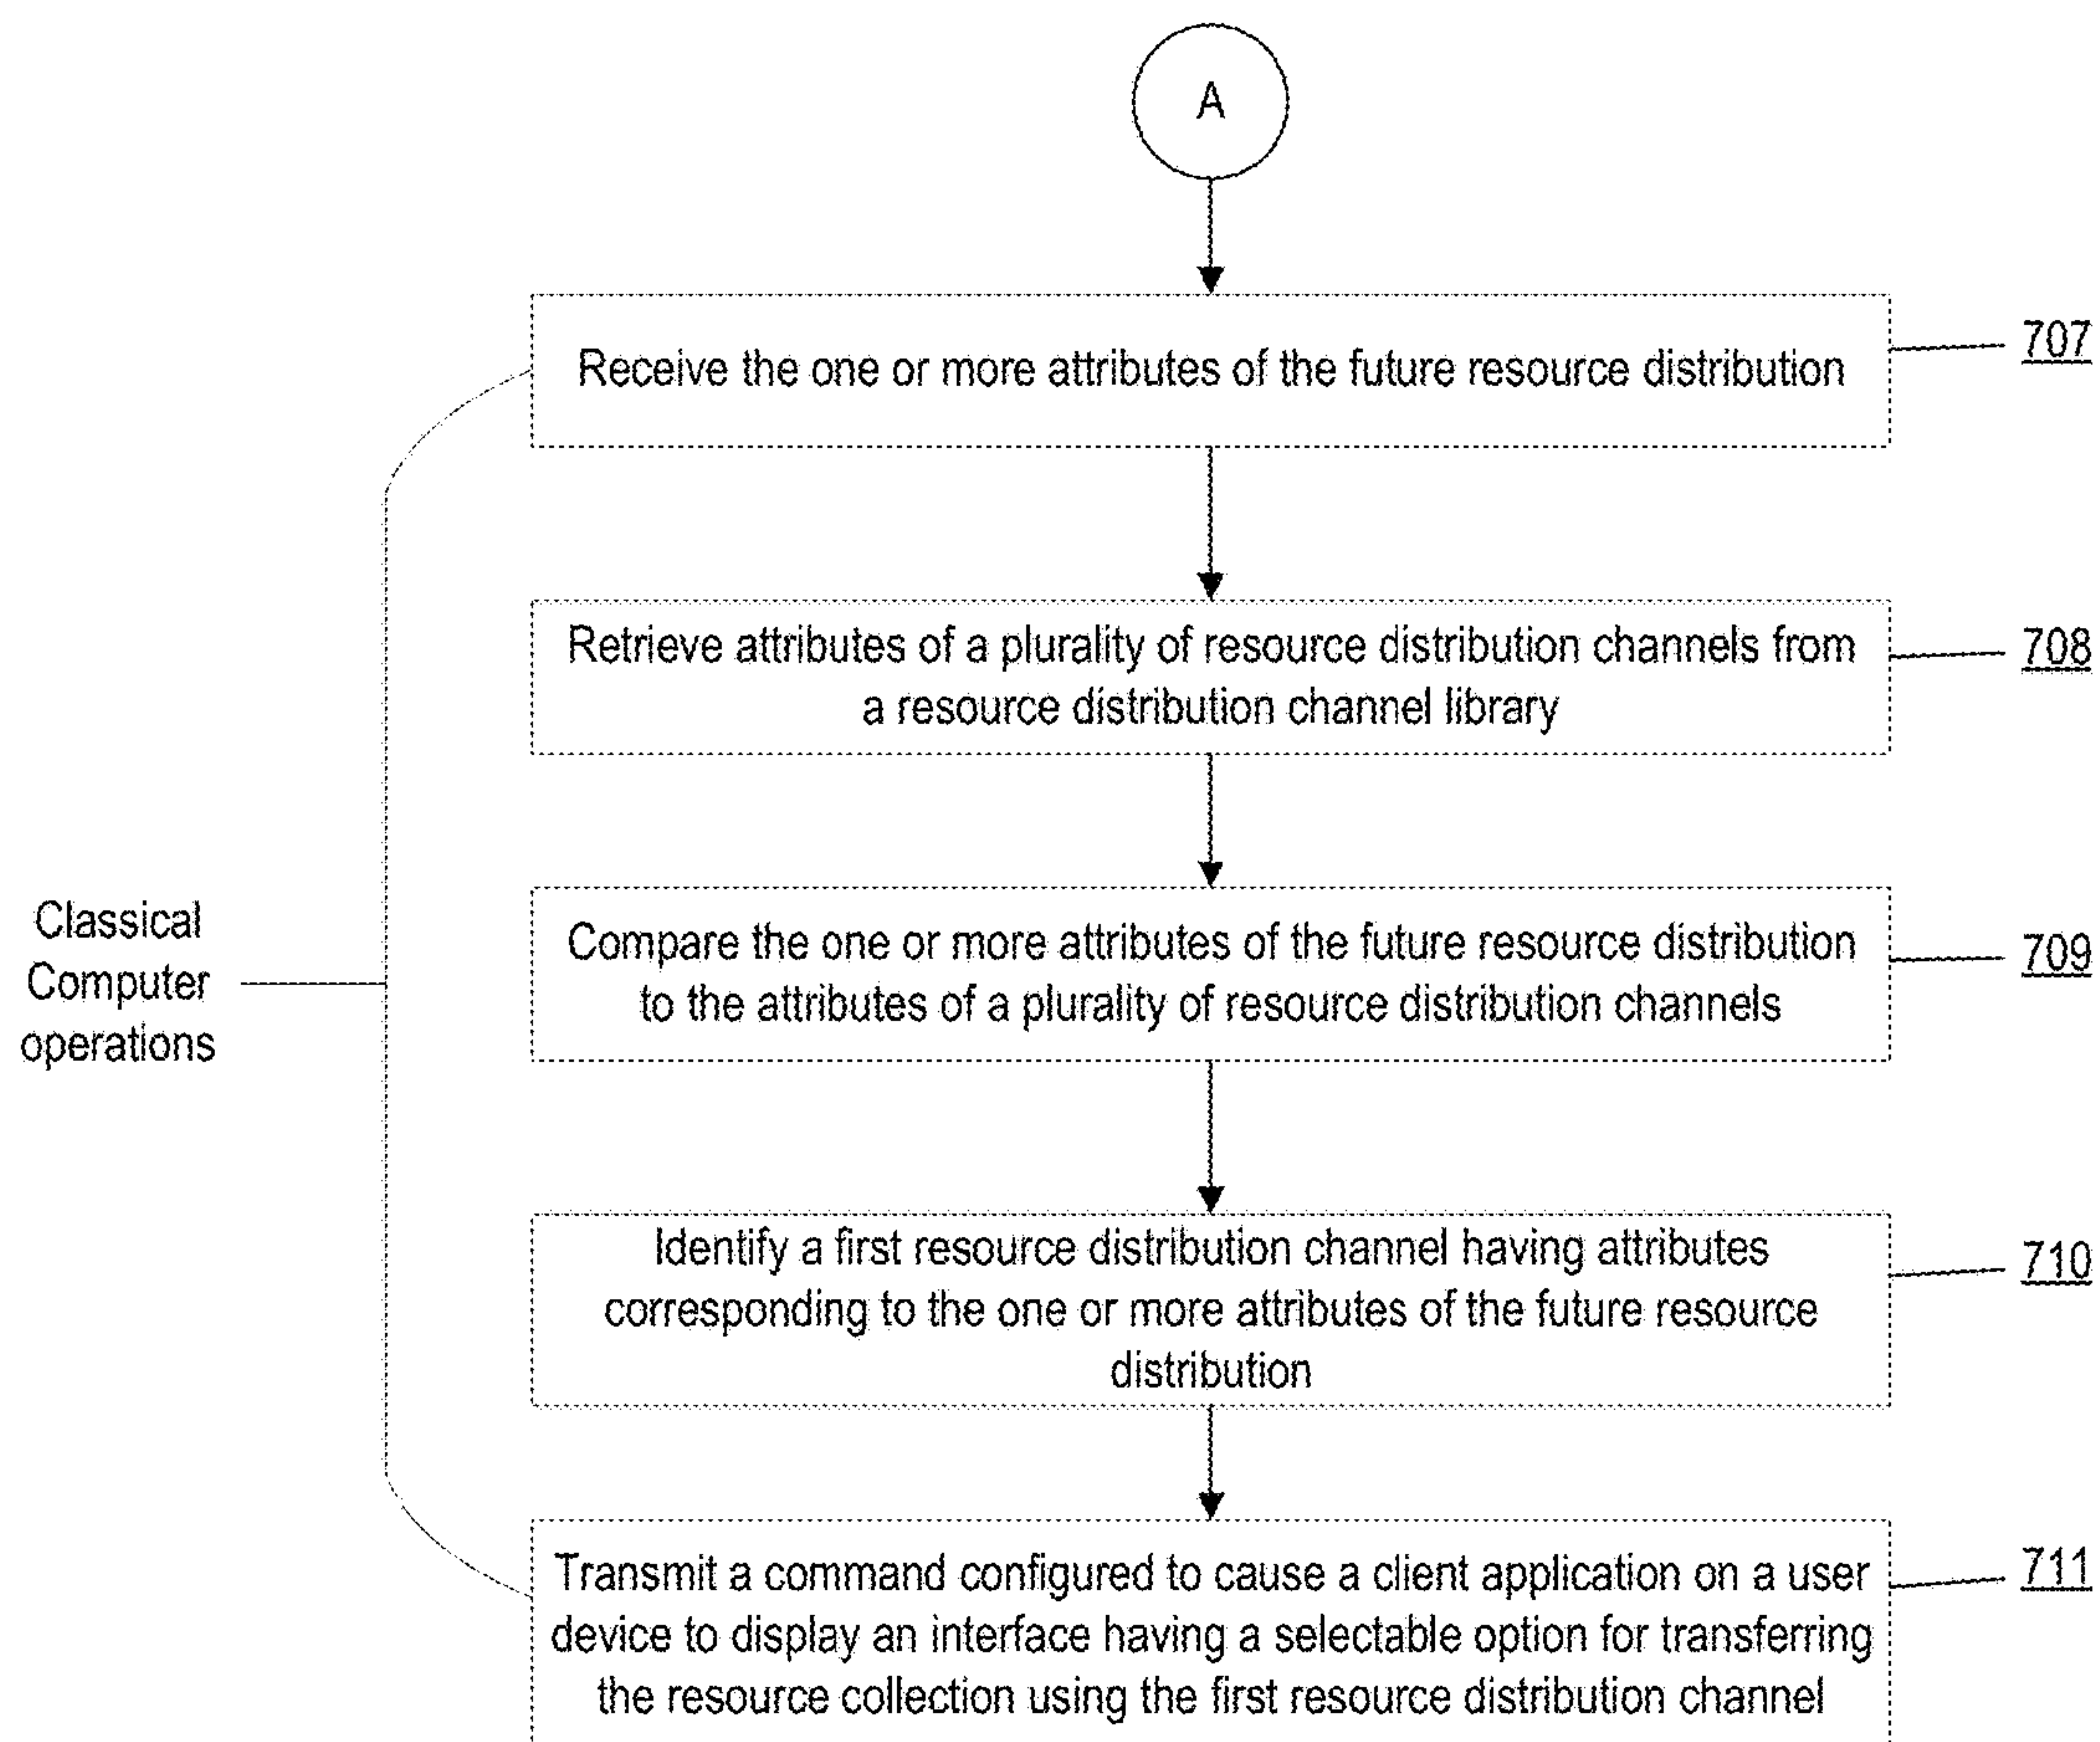 A
Receive the one or more attributes of the future resource distribution
707
Retrieve attributes of a plurality of resource distribution channels from
a resource distribution channel library
708
Classical
Computer
operations
Compare the one or more attributes of the future resource distribution
to the attributes of a plurality of resource distribution channels
709
Identify a first resource distribution channel having attributes
corresponding to the one or more attributes of the future resource
distribution
710
Transmit a command configured to cause a client application on a user
device to display an interface having a selectable option for transferring
the resource collection using the first resource distribution channel
711